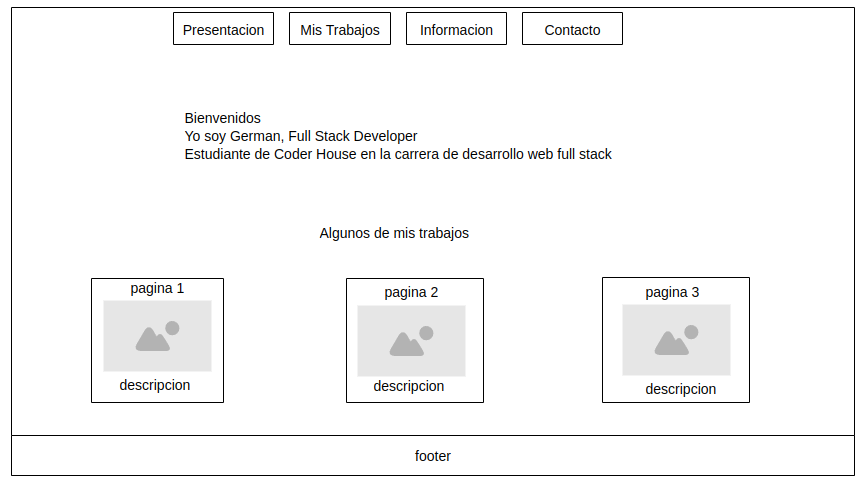 Presentacion
Mis Trabajos
Informacion
Contacto
Bienvenidos
Yo soy German, Full Stack Developer
Estudiante de Coder House en la carrera de desarrollo web full stack
Algunos de mis trabajos
pagina 1
descripcion
pagina 2
descripcion
pagina 3
descripcion
footer